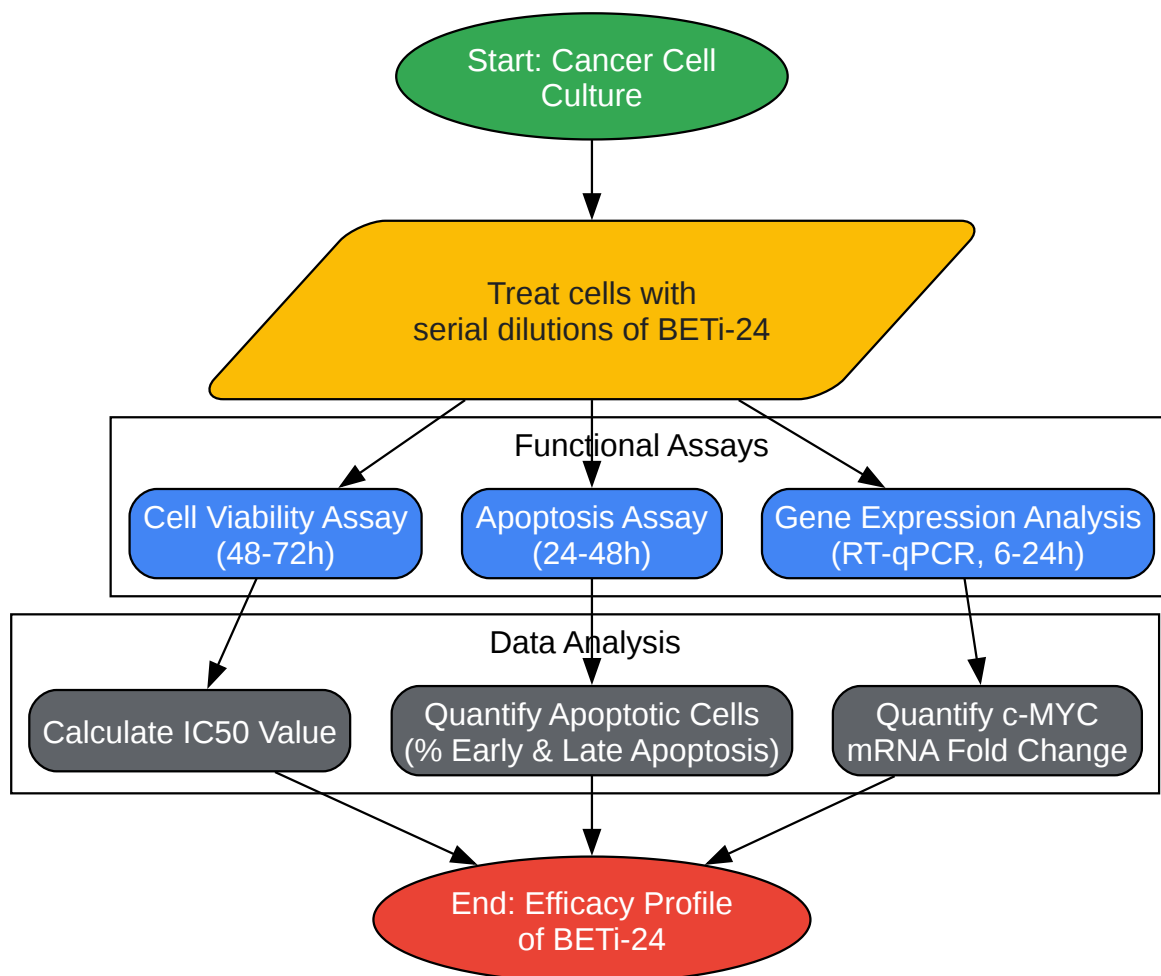 Start: Cancer Cell
Culture
Treat cells with
serial dilutions of BETi-24
Functional Assays
Cell Viability Assay
(48-72h)
Apoptosis Assay
(24-48h)
Gene Expression Analysis
(RT-qPCR, 6-24h)
Data Analysis
Calculate IC50 Value
Quantify Apoptotic Cells
(% Early & Late Apoptosis)
Quantify c-MYC
mRNA Fold Change
End: Efficacy Profile
of BETi-24